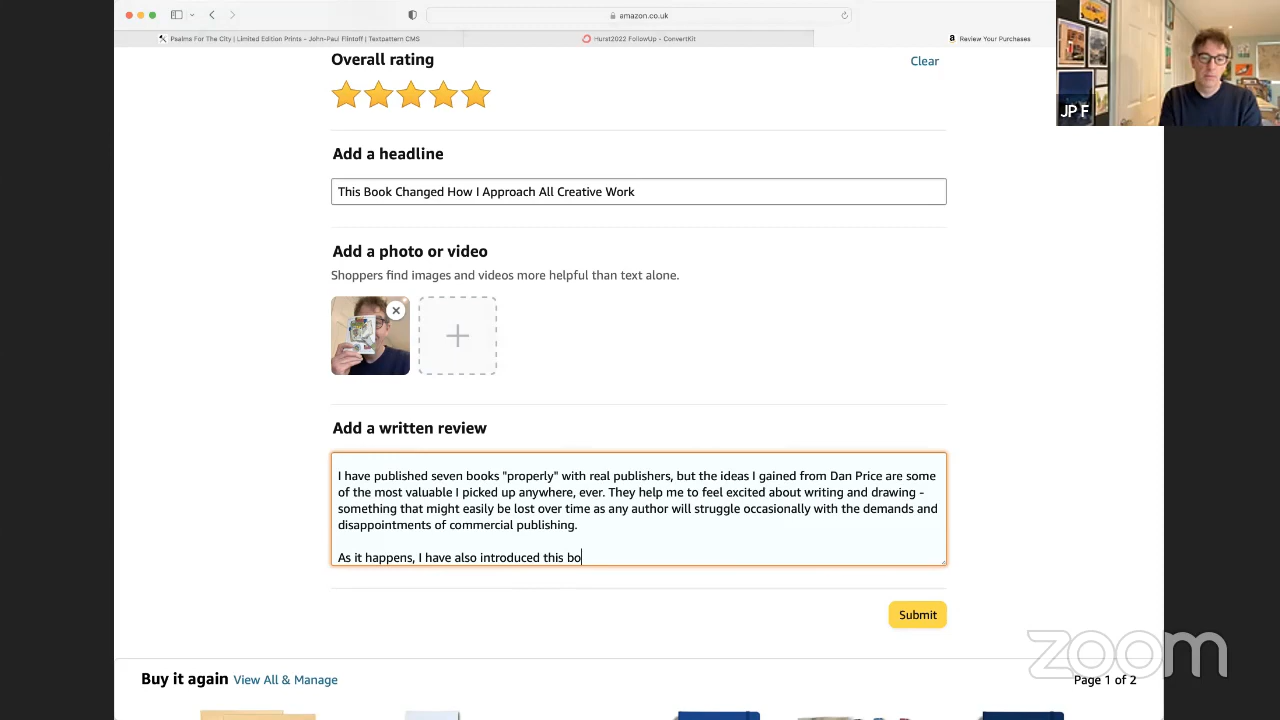 amazon.co.uk
Psalms For The City | Limited Edition Prints - John-Paul Flintoff | Textpattern CMS
Hurst2022 FollowUp - ConvertKit
a Review Your Purchases
JP F
Overall rating
Clear
Add a headline
This Book Changed How I Approach All Creative Work
Add a photo or video
Shoppers find images and videos more helpful than text alone.
Add a written review
I have published seven books "properly" with real publishers, but the ideas I gained from Dan Price are some
of the most valuable I picked up anywhere, ever. They help me to feel excited about writing and drawing -
something that might easily be lost over time as any author will struggle occasionally with the demands and
disappointments of commercial publishing.
As it happens, I have also introduced this bo
Submit
zoom
Buy it again View All & Manage
Page 1 of 2